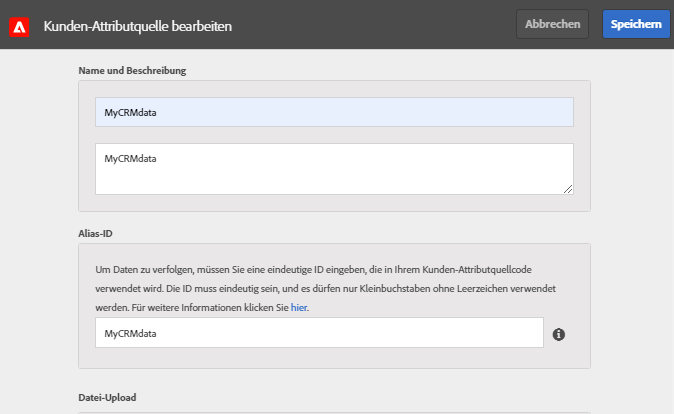 Kunden-Attributquelle bearbeiten
Abbrechen
Speichern
Name und Beschreibung
MyCRMdata
MyCRMdata
Alias-ID
Um Daten zu verfolgen, müssen Sie eine eindeutige ID eingeben, die in Ihrem Kunden-Attributquellcode
verwendet wird. Die ID muss eindeutig sein, und es dürfen nur Kleinbuchstaben ohne Leerzeichen verwendet
werden. Für weitere Informationen klicken Sie hier.
MyCRMdata
Datei-Upload